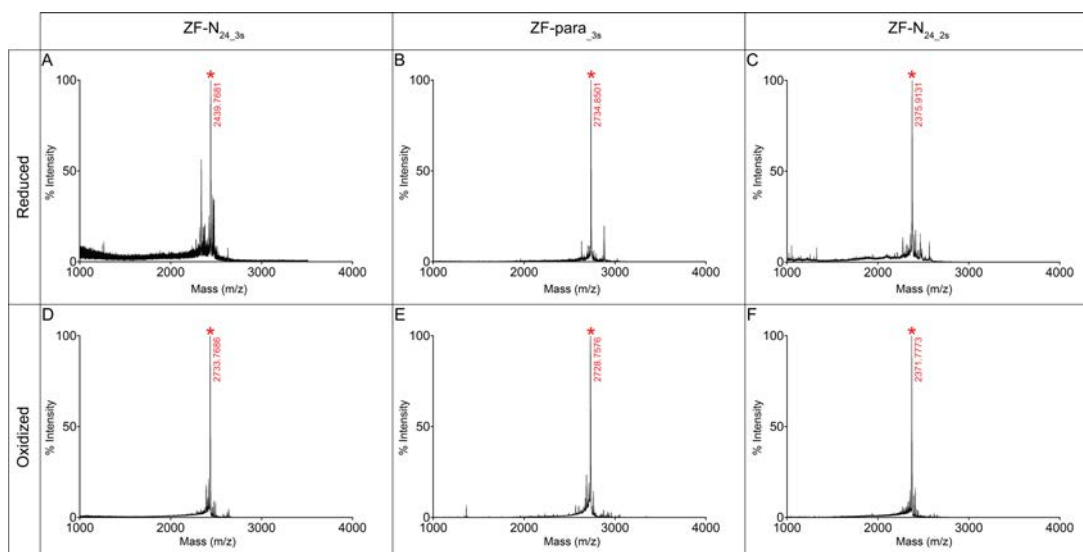 ZF-N24_3s ZF-para_3s ZF-N24_2s
Reduced
A
100
50
0
% Intensity
*
2439.7681
1000 2000 3000 4000
Mass (m/z)
B
100
50
0
% Intensity
*
2734.8501
1000 2000 3000 4000
Mass (m/z)
C
100
50
0
% Intensity
*
2375.9131
1000 2000 3000 4000
Mass (m/z)
Oxidized
D
100
50
0
% Intensity
*
2733.7686
1000 2000 3000 4000
Mass (m/z)
E
100
50
0
% Intensity
*
2728.7576
1000 2000 3000 4000
Mass (m/z)
F
100
50
0
% Intensity
*
2371.7773
1000 2000 3000 4000
Mass (m/z)